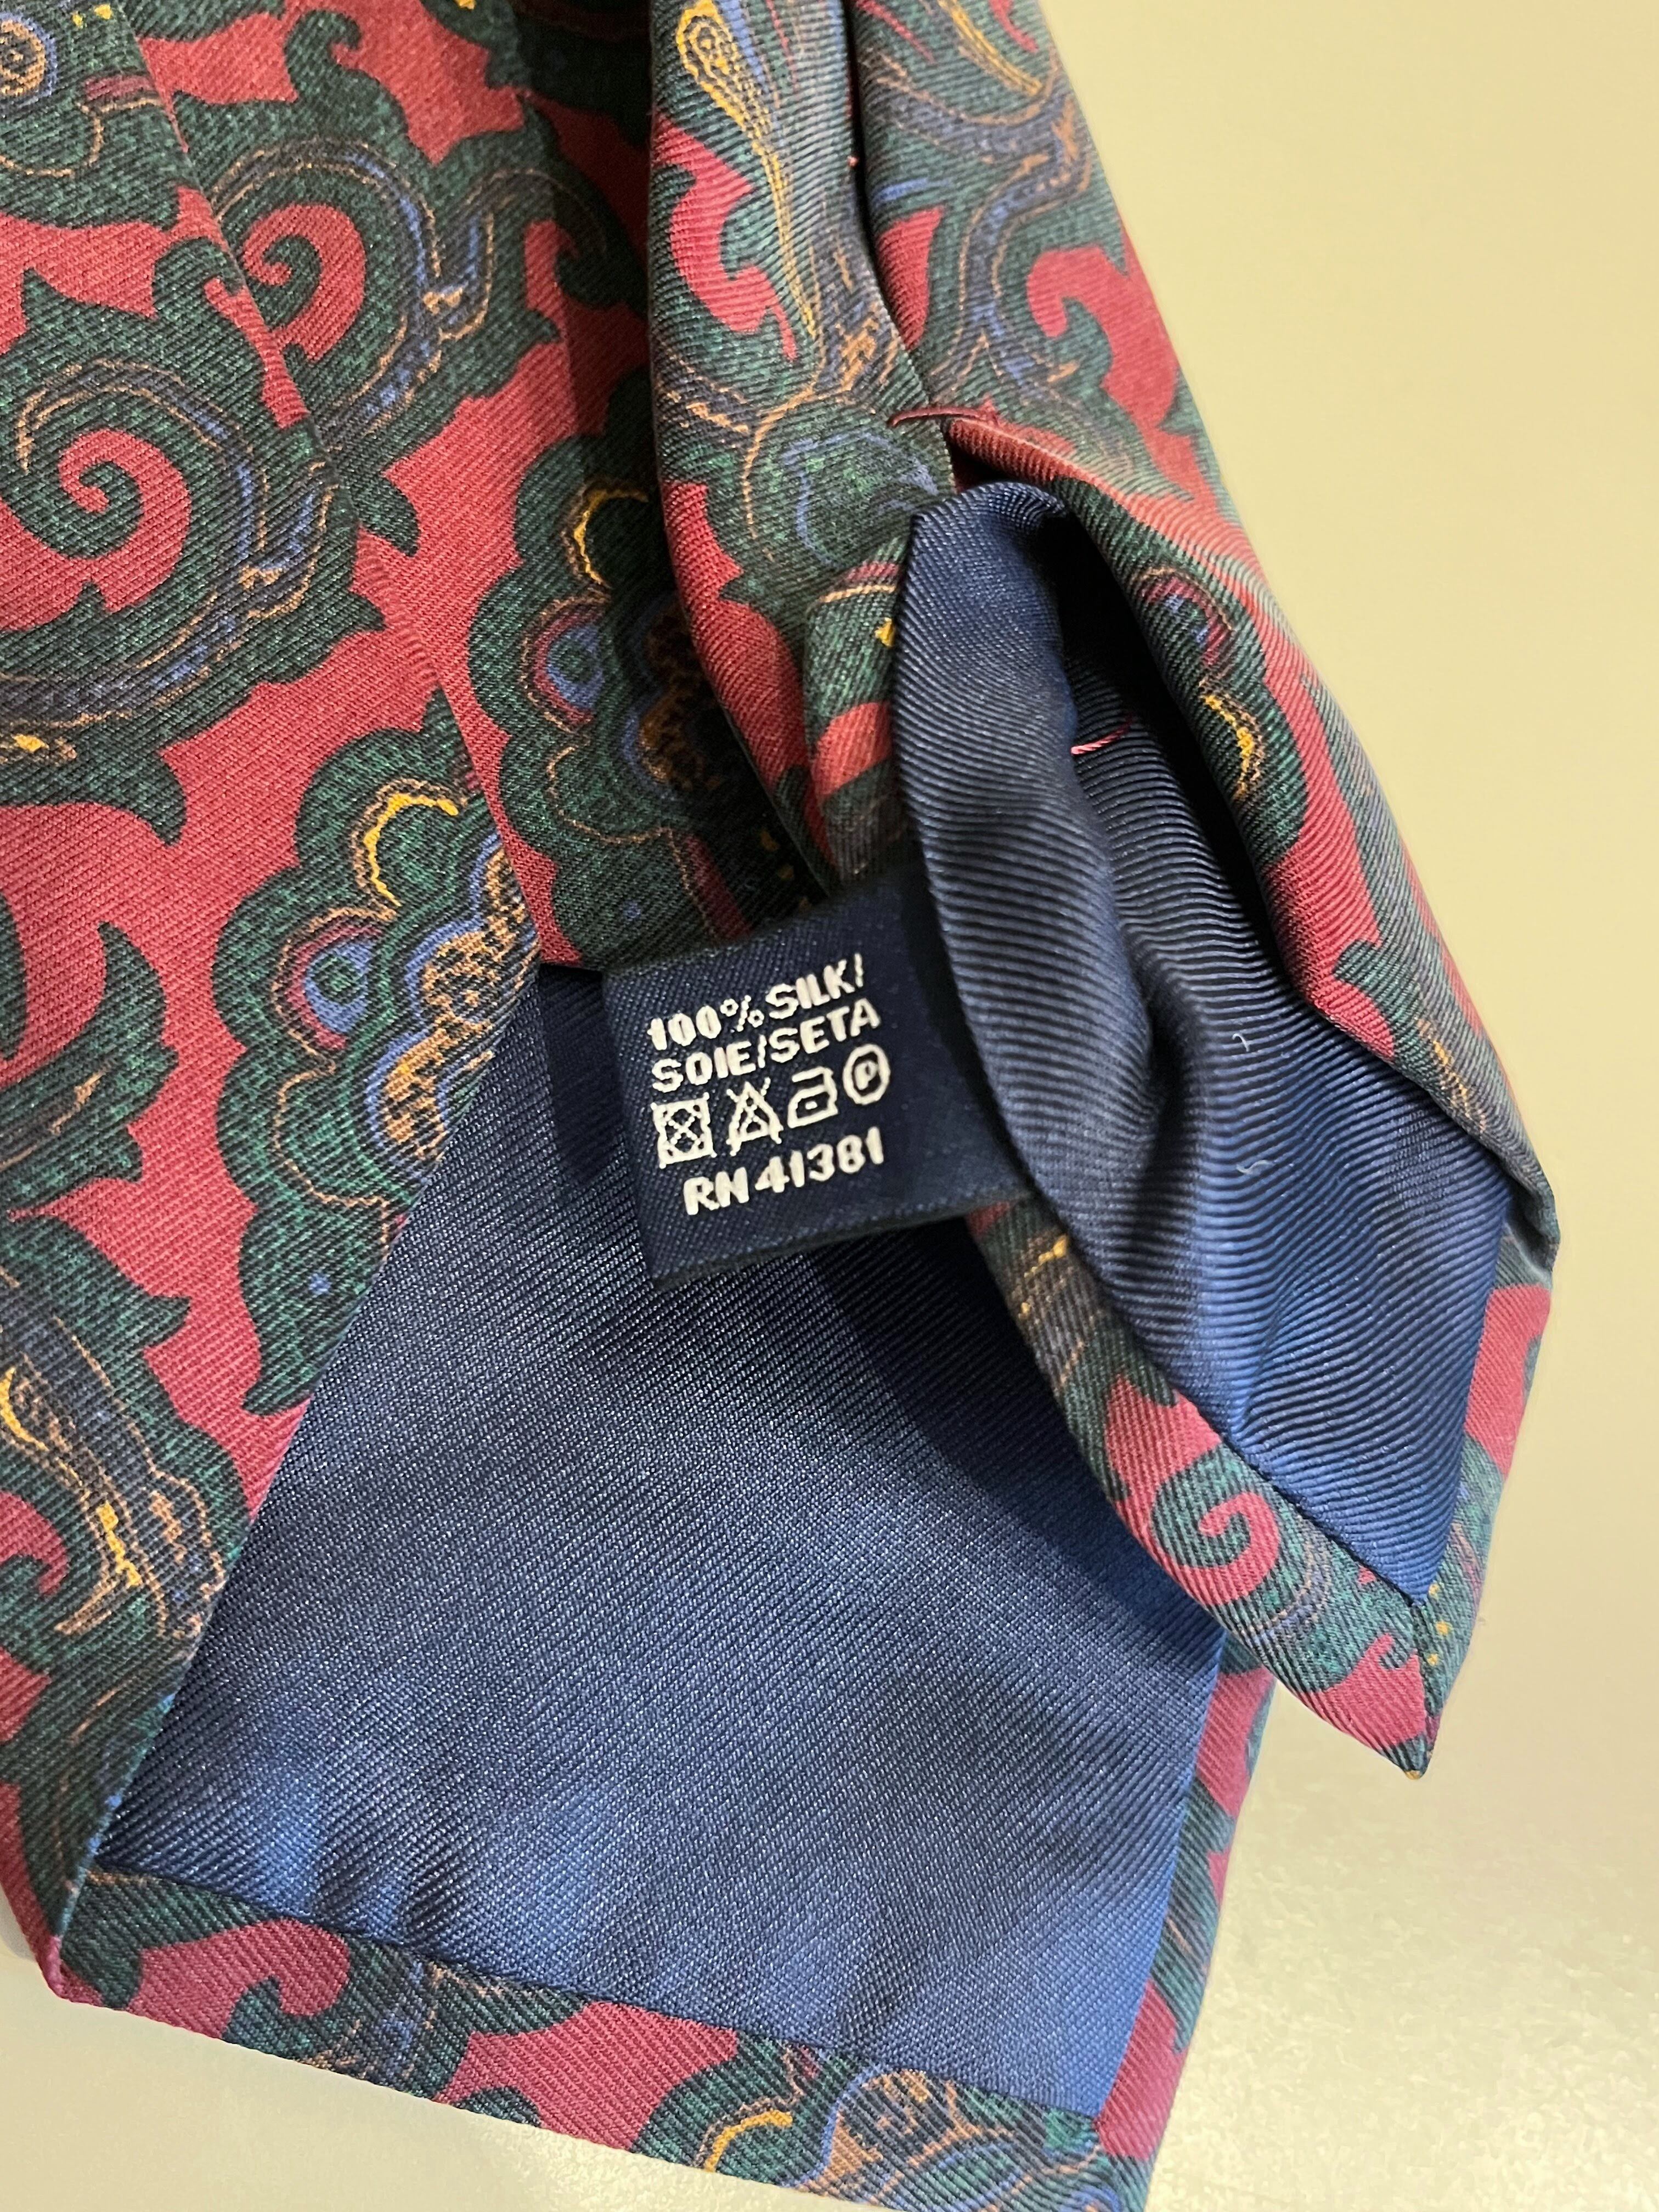 100% SILK/
SOIE/SETA
P
RN 41381